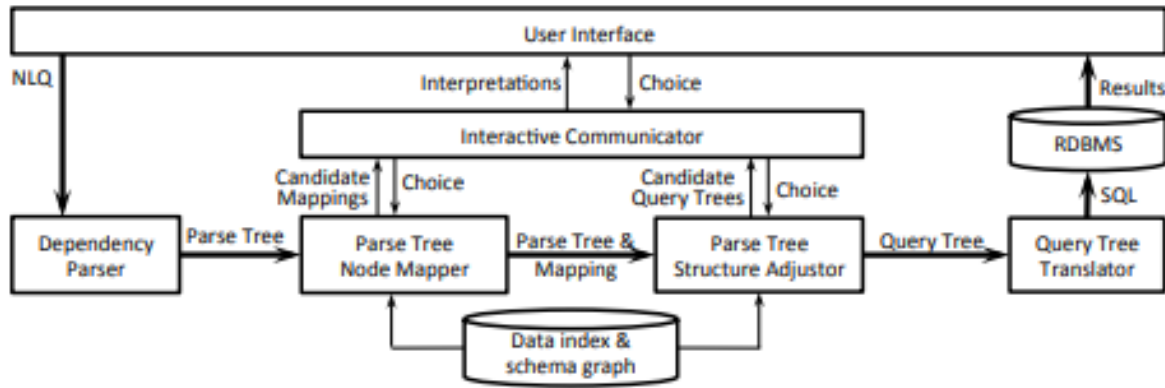 User Interface
NLQ
Interpretations
Choice
Results
Interactive Communicator
RDBMS
Candidate
Mappings
Choice
Candidate
Query Trees
Choice
SQL
Dependency
Parser
Parse Tree
Parse Tree
Node Mapper
Parse Tree &
Mapping
Parse Tree
Structure Adjustor
Query Tree
Query Tree
Translator
Data index &
schema graph